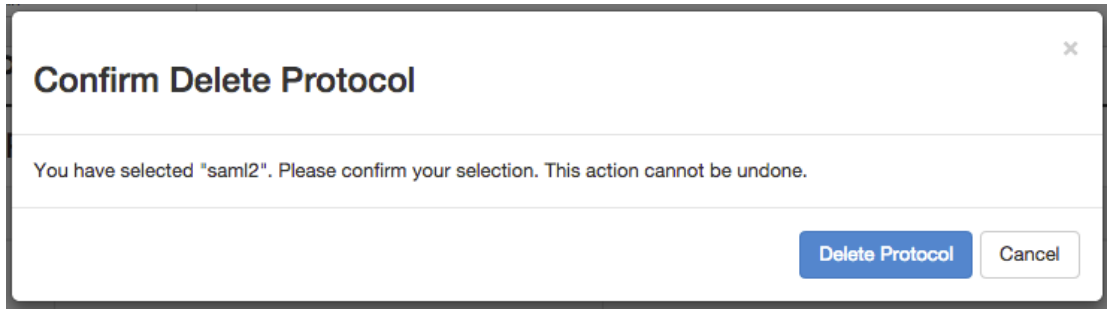 Confirm Delete Protocol
You have selected "saml2". Please confirm your selection. This action cannot be undone.
Delete Protocol
Cancel